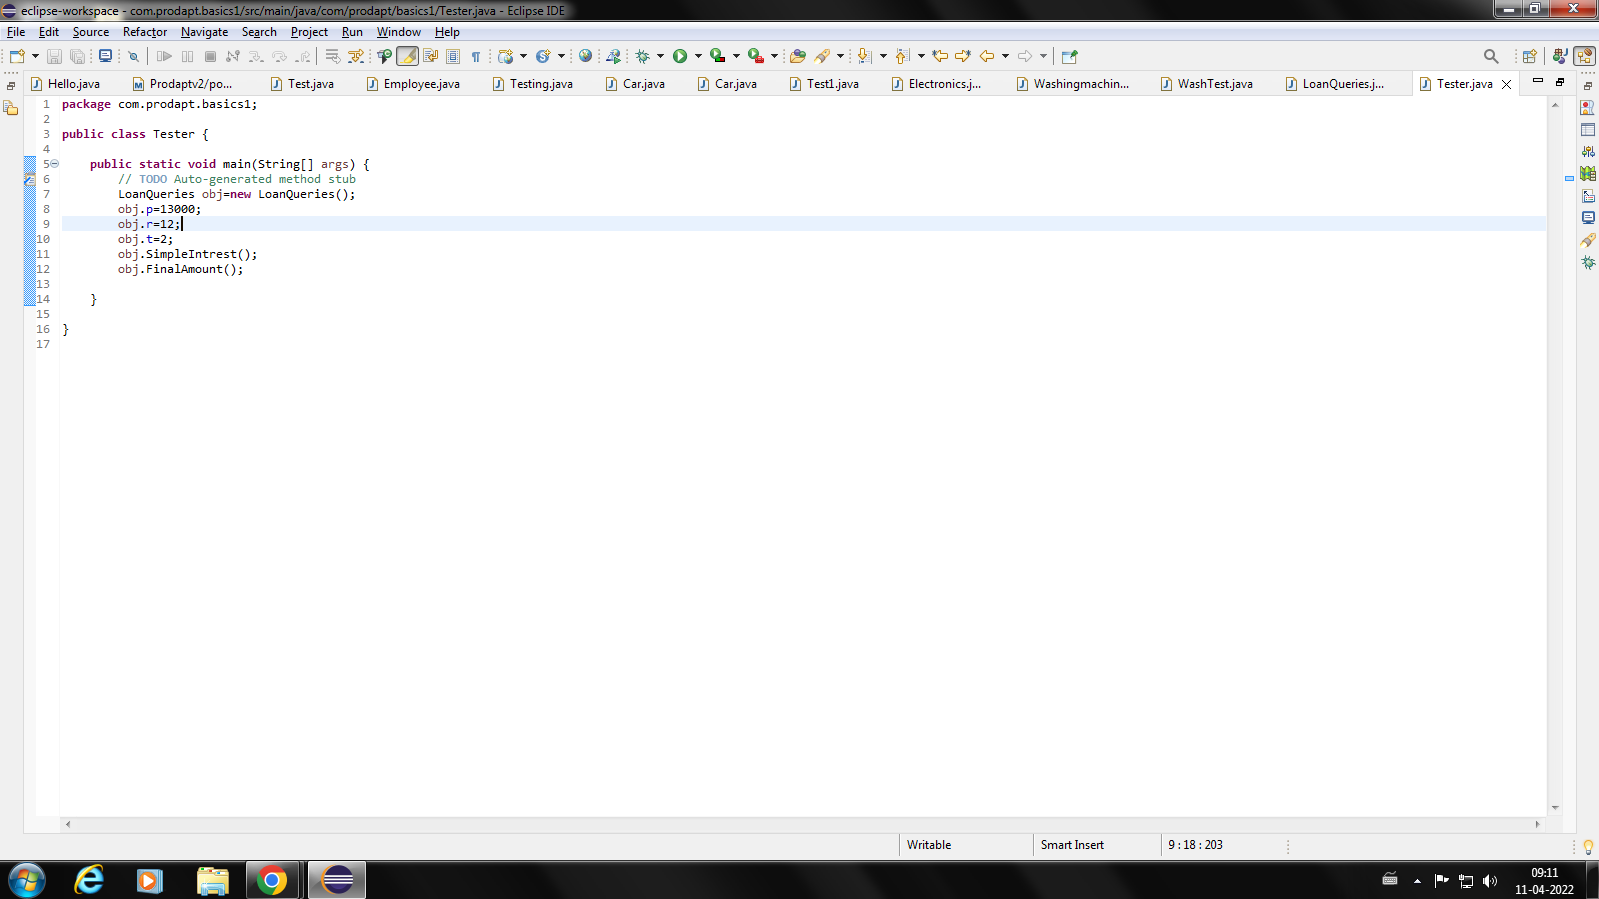 eclipse-workspace - com.prodapt.basics1/src/main/java/com/prodapt/basics1/Tester.java - Eclipse IDE
File Edit Source Refactor Navigate Search Project Run Window Help
Hello.java Prodaptv2/po... Test.java Employee.java Testing.java Car.java Car.java Test1.java Electronics.j... Washingmachin... WashTest.java LoanQueries.j... Tester.java
1 package com.prodapt.basics1;
2
3 public class Tester {
4
5 public static void main(String[] args) {
6 // TODO Auto-generated method stub
7 LoanQueries obj=new LoanQueries();
8 obj.p=13000;
9 obj.r=12;
10 obj.t=2;
11 obj.SimpleIntrest();
12 obj.FinalAmount();
13
14 }
15
16 }
17
Writable Smart Insert 9 : 18 : 203
09:11
11-04-2022